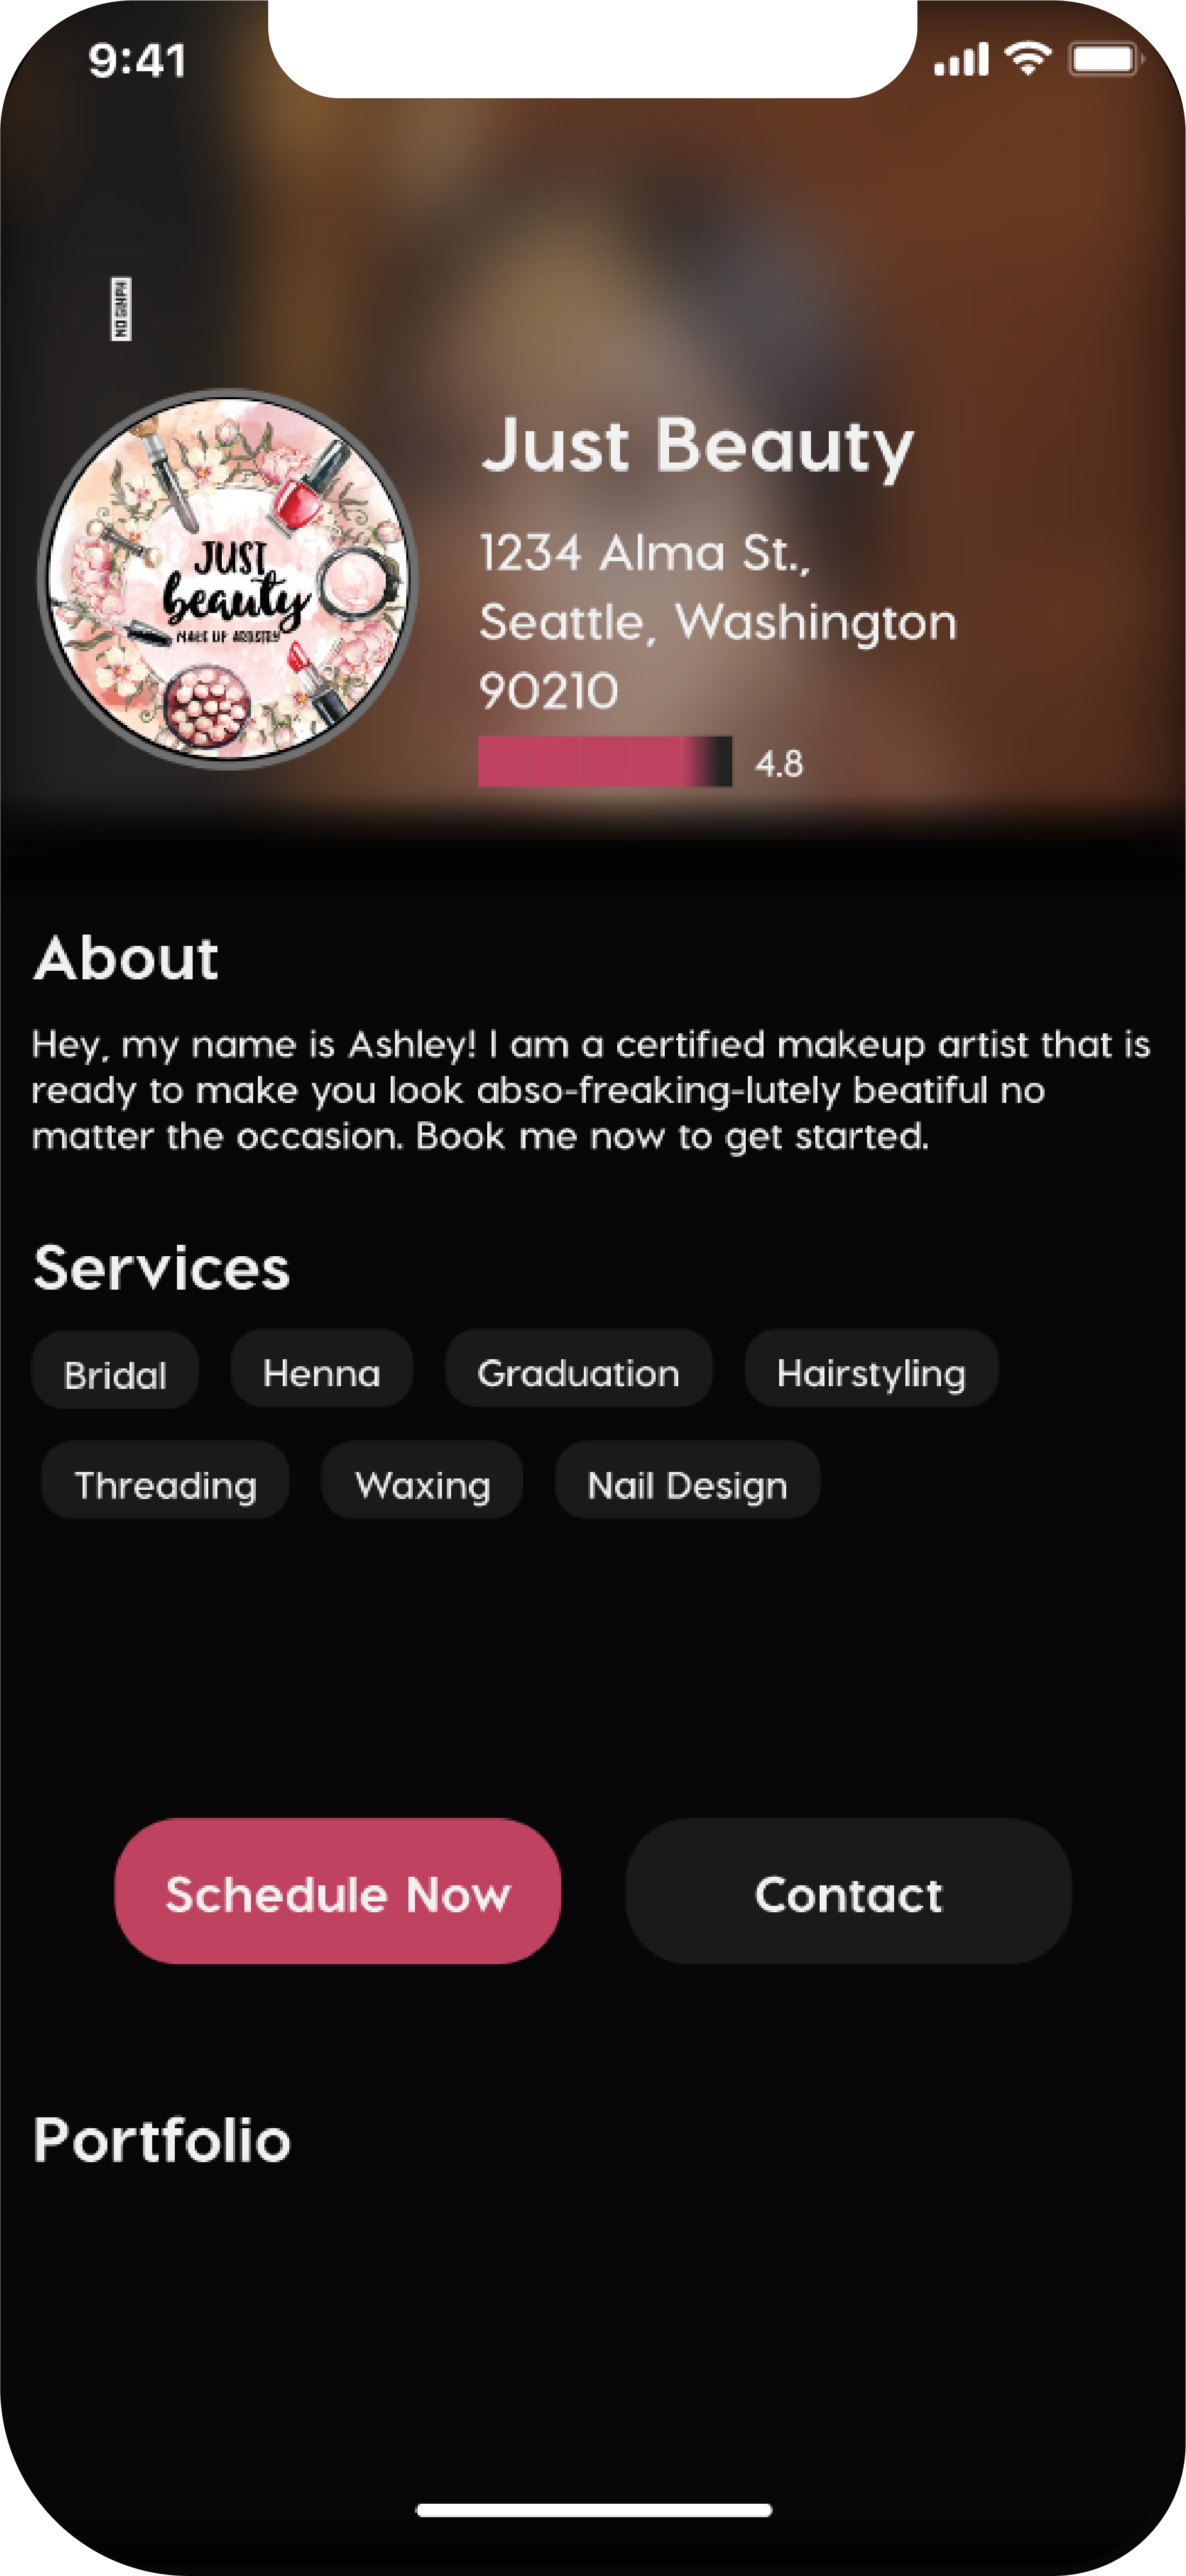 9:41
NO GLYPH
Just Beauty
JUST
beauty
MAKE UP ARTISTRY
1234 Alma St.,
Seattle, Washington
90210
4.8
About
Hey, my name is Ashley! I am a certified makeup artist that is
ready to make you look abso-freaking-lutely beatiful no
matter the occasion. Book me now to get started.
Services
Bridal Henna Graduation Hairstyling
Threading Waxing Nail Design
Schedule Now Contact
Portfolio